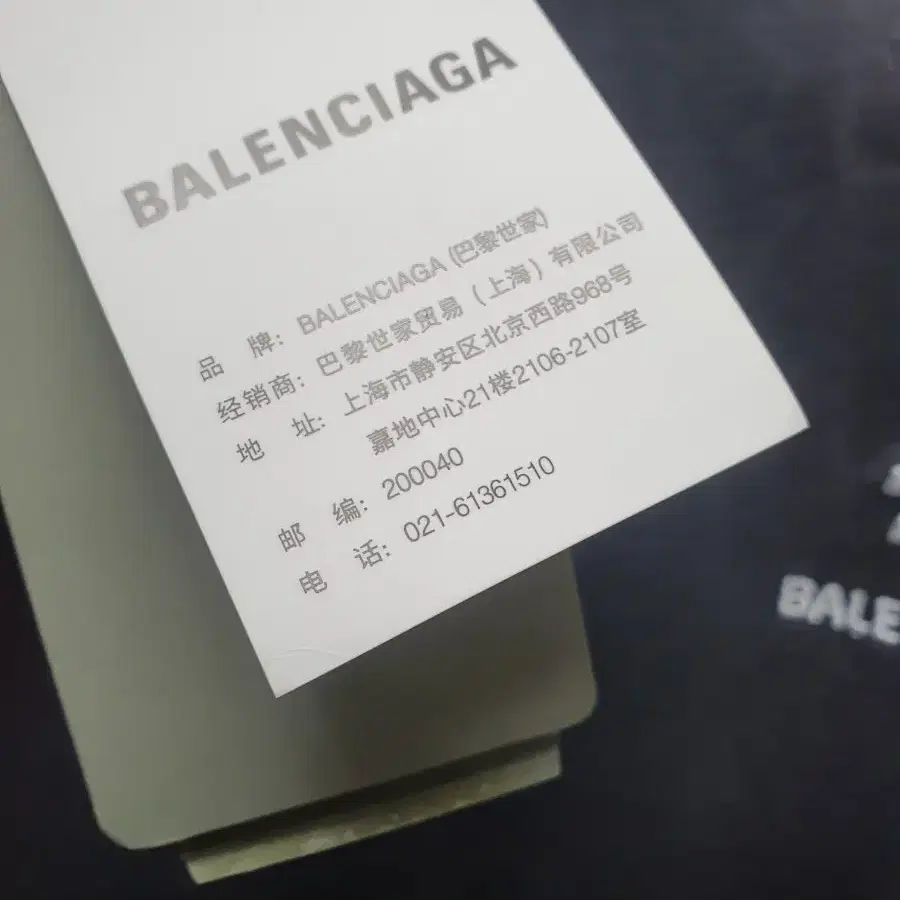 BALENCIAGA
品 牌: BALENCIAGA (巴黎世家)
经销商: 巴黎世家贸易（上海）有限公司
地 址: 上海市静安区北京西路968号
嘉地中心21楼2106-2107室
邮 编: 200040
电 话: 021-61361510
BALE